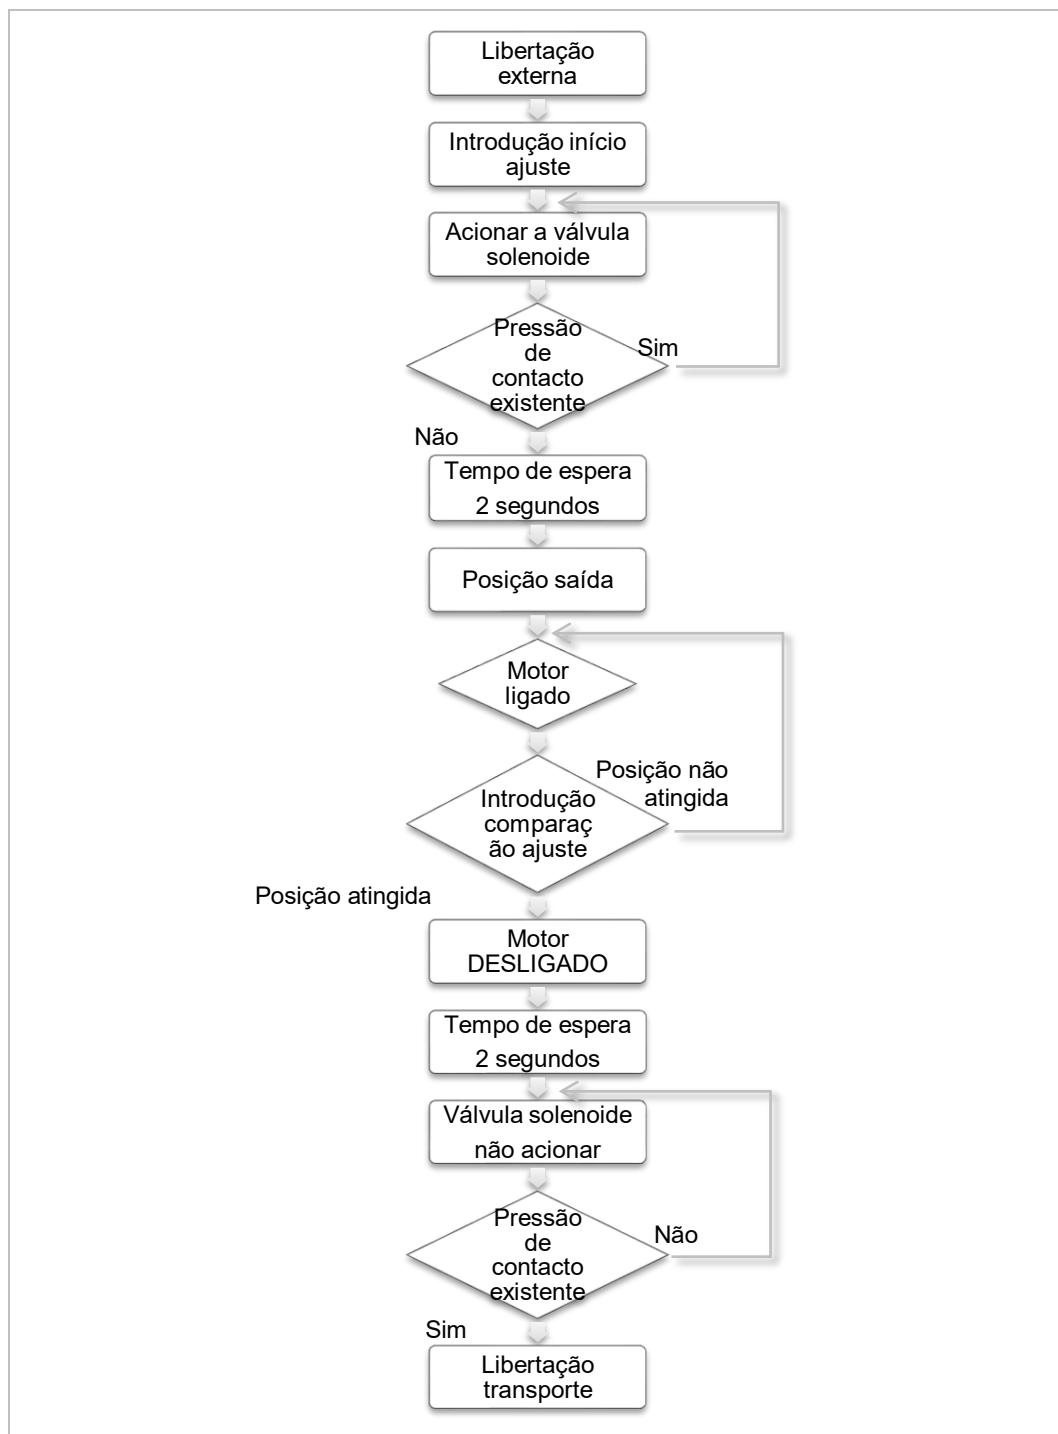 Libertação
externa
Introdução início
ajuste
Acionar a válvula
solenoide
Pressão
de
contacto
existente
Sim
Não
Tempo de espera
2 segundos
Posição saída
Motor
ligado
Posição não
atingida
Introdução
comparaç
ão ajuste
Posição atingida
Motor
DESLIGADO
Tempo de espera
2 segundos
Válvula solenoide
não acionar
Pressão
de
contacto
existente
Não
Sim
Libertação
transporte